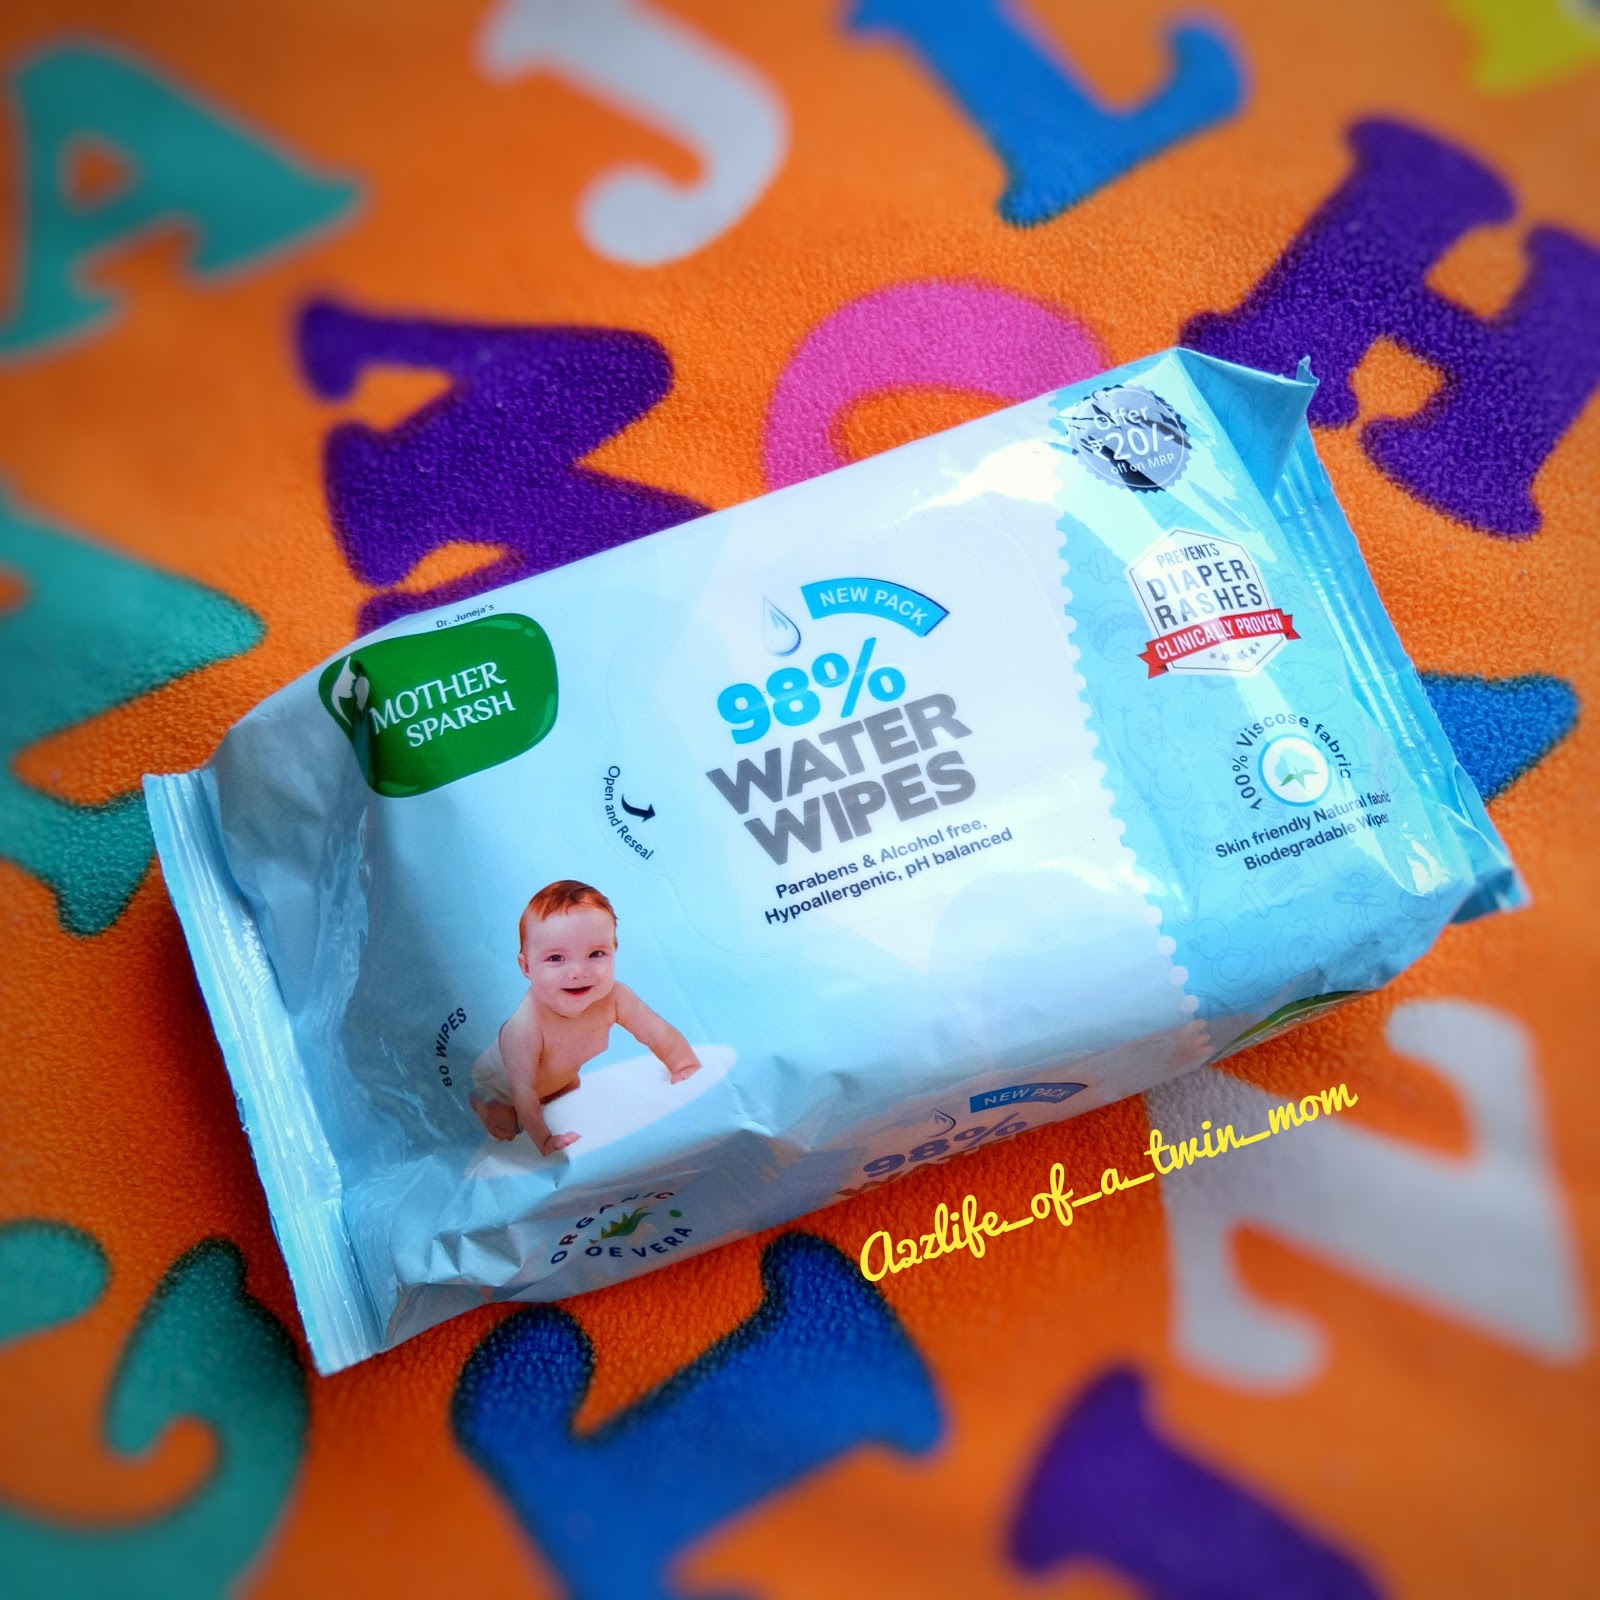 Offer
₹20/-
off on MRP
PREVENTS
DIAPER
RASHES
CLINICALLY PROVEN
Dr. Juneja's
MOTHER
SPARSH
NEW PACK
98%
WATER
WIPES
Parabens & Alcohol free,
Hypoallergenic, pH balanced
Open and Reseal
100% Viscose fabric
Skin friendly Natural fabric
Biodegradable Wipes
80 WIPES
NEW PACK
98%
ORGANIC
ALOEVERA
A2zlife_of_a_twin_mom